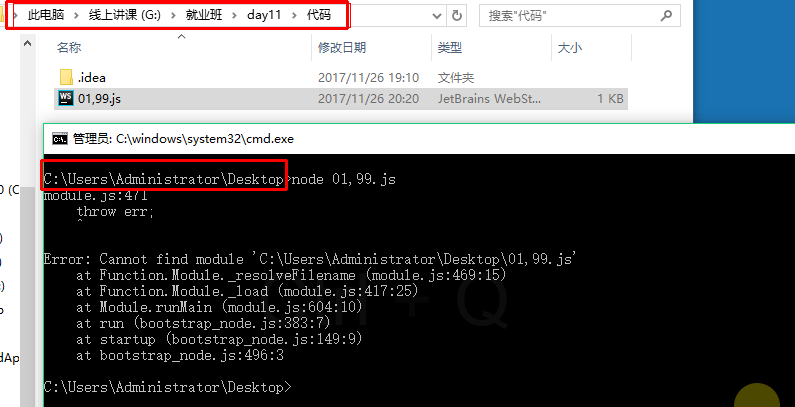 此电脑 > 线上讲课 (G:) > 就业班 > day11 > 代码
搜索"代码"
名称 修改日期 类型 大小
.idea 2017/11/26 19:10 文件夹
01,99.js 2017/11/26 20:20 JetBrains WebSt... 1 KB
管理员: C:\windows\system32\cmd.exe
C:\Users\Administrator\Desktop>node 01,99.js
module.js:471
throw err;
^
Error: Cannot find module 'C:\Users\Administrator\Desktop\01,99.js'
at Function.Module._resolveFilename (module.js:469:15)
at Function.Module._load (module.js:417:25)
at Module.runMain (module.js:604:10)
at run (bootstrap_node.js:383:7)
at startup (bootstrap_node.js:149:9)
at bootstrap_node.js:496:3
C:\Users\Administrator\Desktop>